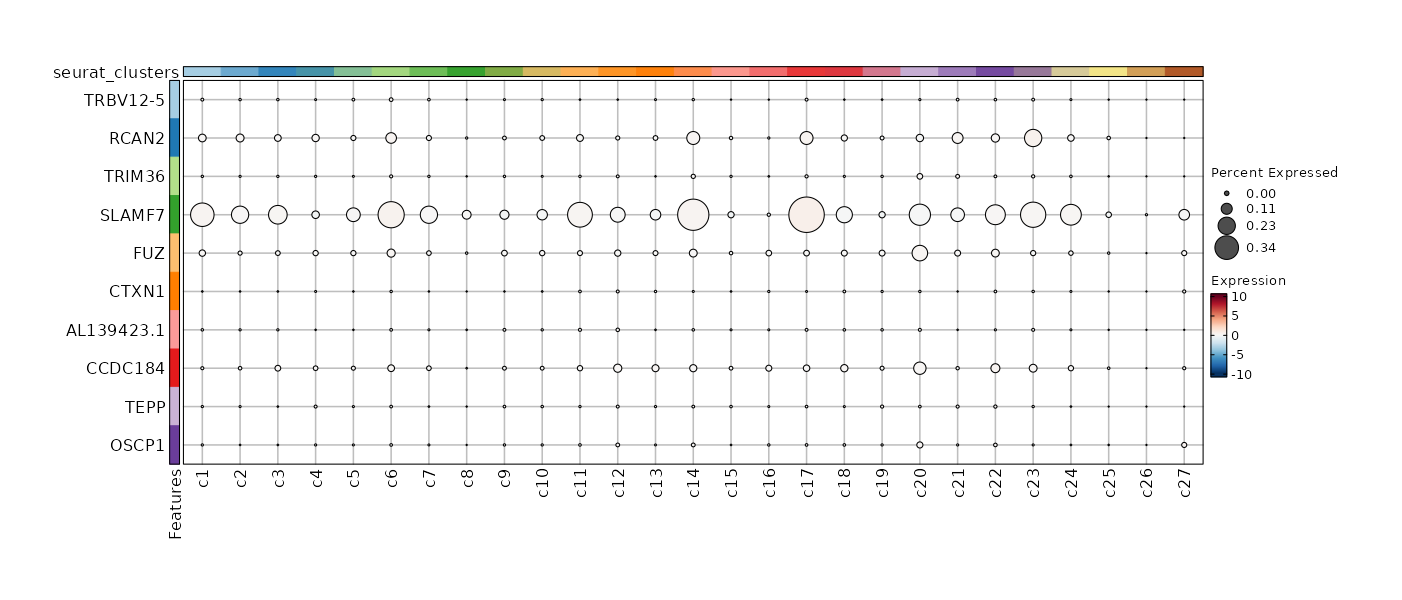 seurat_clusters
TRBV12-5
RCAN2
TRIM36
SLAMF7
FUZ
CTXN1
AL139423.1
CCDC184
TEPP
OSCP1
Features
c1 c2 c3 c4 c5 c6 c7 c8 c9 c10 c11 c12 c13 c14 c15 c16 c17 c18 c19 c20 c21 c22 c23 c24 c25 c26 c27
Percent Expressed
0.00
0.11
0.23
0.34
Expression
10
5
0
-5
-10